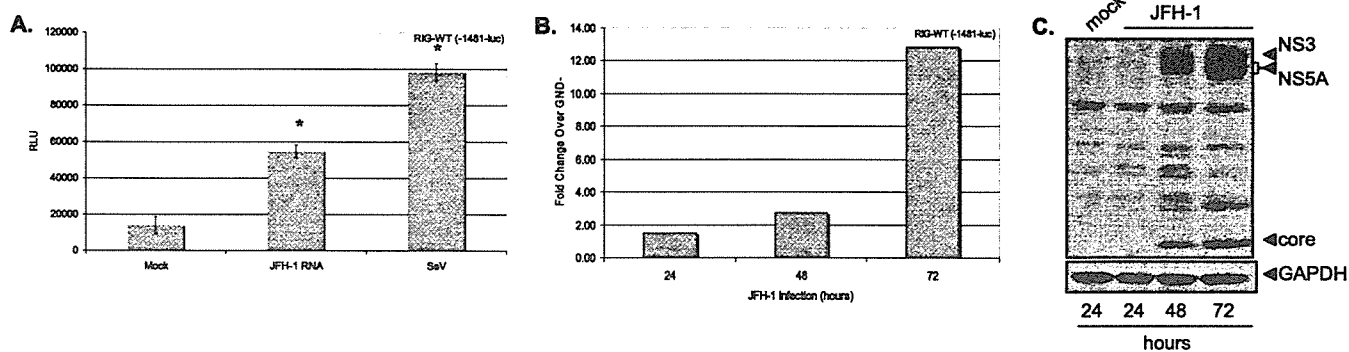 A.
120000
100000
80000
60000
40000
20000
0
RLU
RIG-WT (-1481-luc)
*
*
Mock
JFH-1 RNA
SeV
B.
14.00
12.00
10.00
8.00
6.00
4.00
2.00
0.00
Fold Change Over GND-
RIG-WT (-1481-luc)
24
48
72
JFH-1 Infection (hours)
C.
mock
JFH-1
NS3
NS5A
core
GAPDH
24 24 48 72
hours